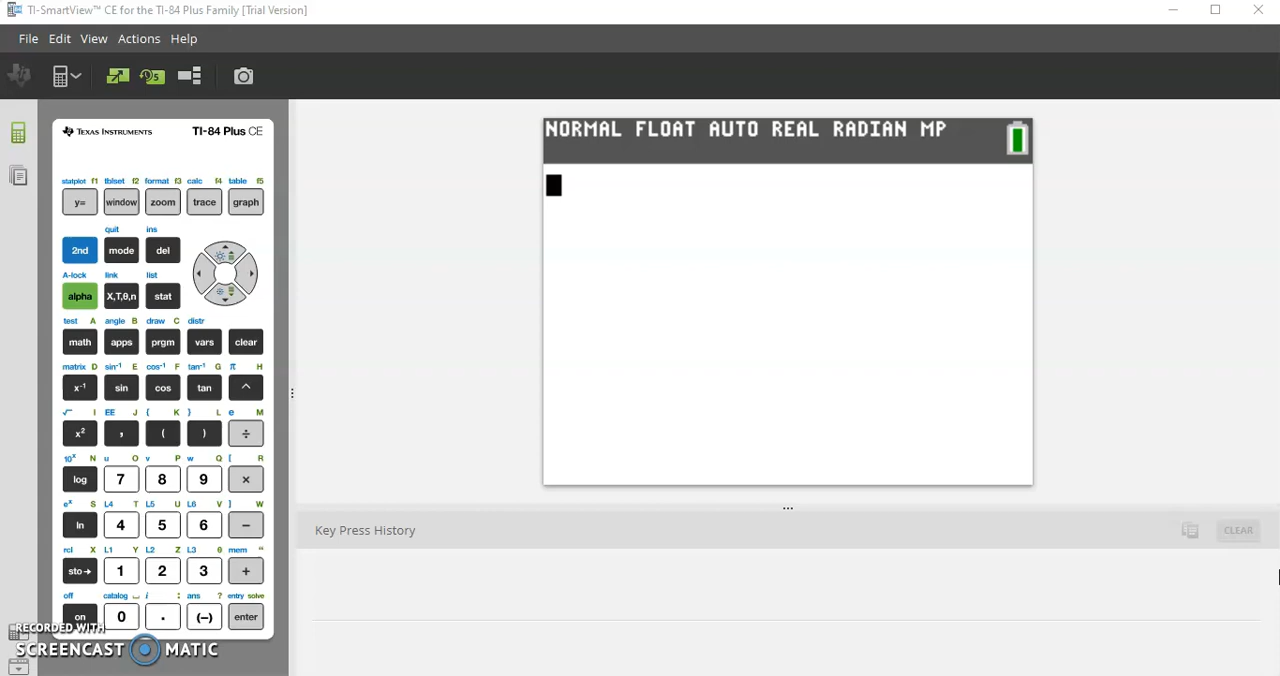 TI-SmartView™ CE for the TI-84 Plus Family [Trial Version]
File Edit View Actions Help
5
TEXAS INSTRUMENTS TI-84 Plus CE
NORMAL FLOAT AUTO REAL RADIAN MP
statplot f1 tblset f2 format f3 calc f4 table f5
y= window zoom trace graph
quit ins
2nd mode del
A-lock link list
alpha X,T,θ,n stat
test A angle B draw C distr
math apps prgm vars clear
matrix D sin⁻¹ E cos⁻¹ F tan⁻¹ G π H
x⁻¹ sin cos tan ^
√ I EE J { K } L e M
x² , ( ) ÷
10ˣ N u O v P w Q [ R
log 7 8 9 ×
eˣ S L4 T L5 U L6 V ] W
ln 4 5 6 −
rcl X L1 Y L2 Z L3 θ mem "
sto→ 1 2 3 +
off catalog ⎵ i : ans ? entry solve
on 0 . (−) enter
Key Press History CLEAR
RECORDED WITH
SCREENCAST MATIC